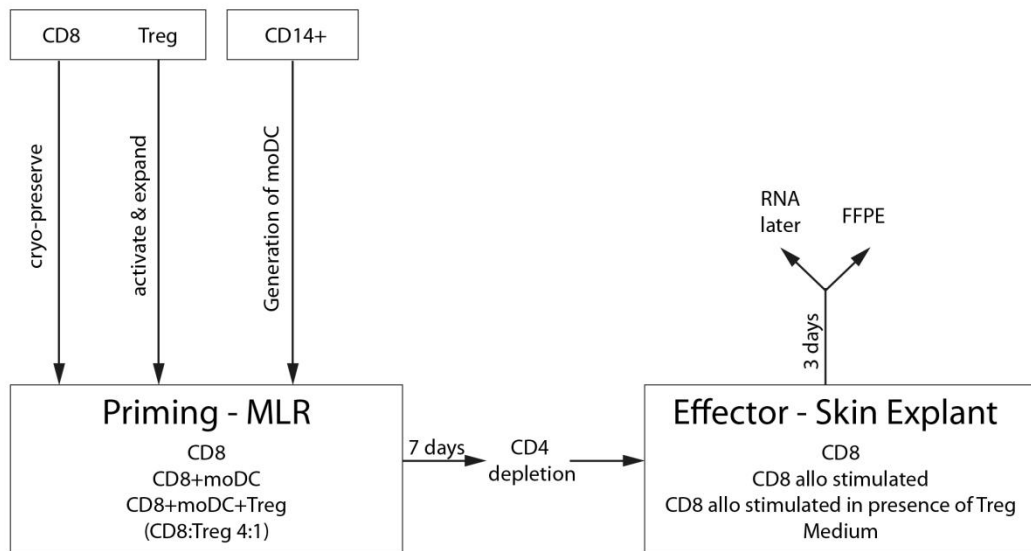 CD8 Treg
CD14+
cryo-preserve
activate & expand
Generation of moDC
Priming - MLR
CD8
CD8+moDC
CD8+moDC+Treg
(CD8:Treg 4:1)
7 days
CD4
depletion
RNA
later
FFPE
3 days
Effector - Skin Explant
CD8
CD8 allo stimulated
CD8 allo stimulated in presence of Treg
Medium